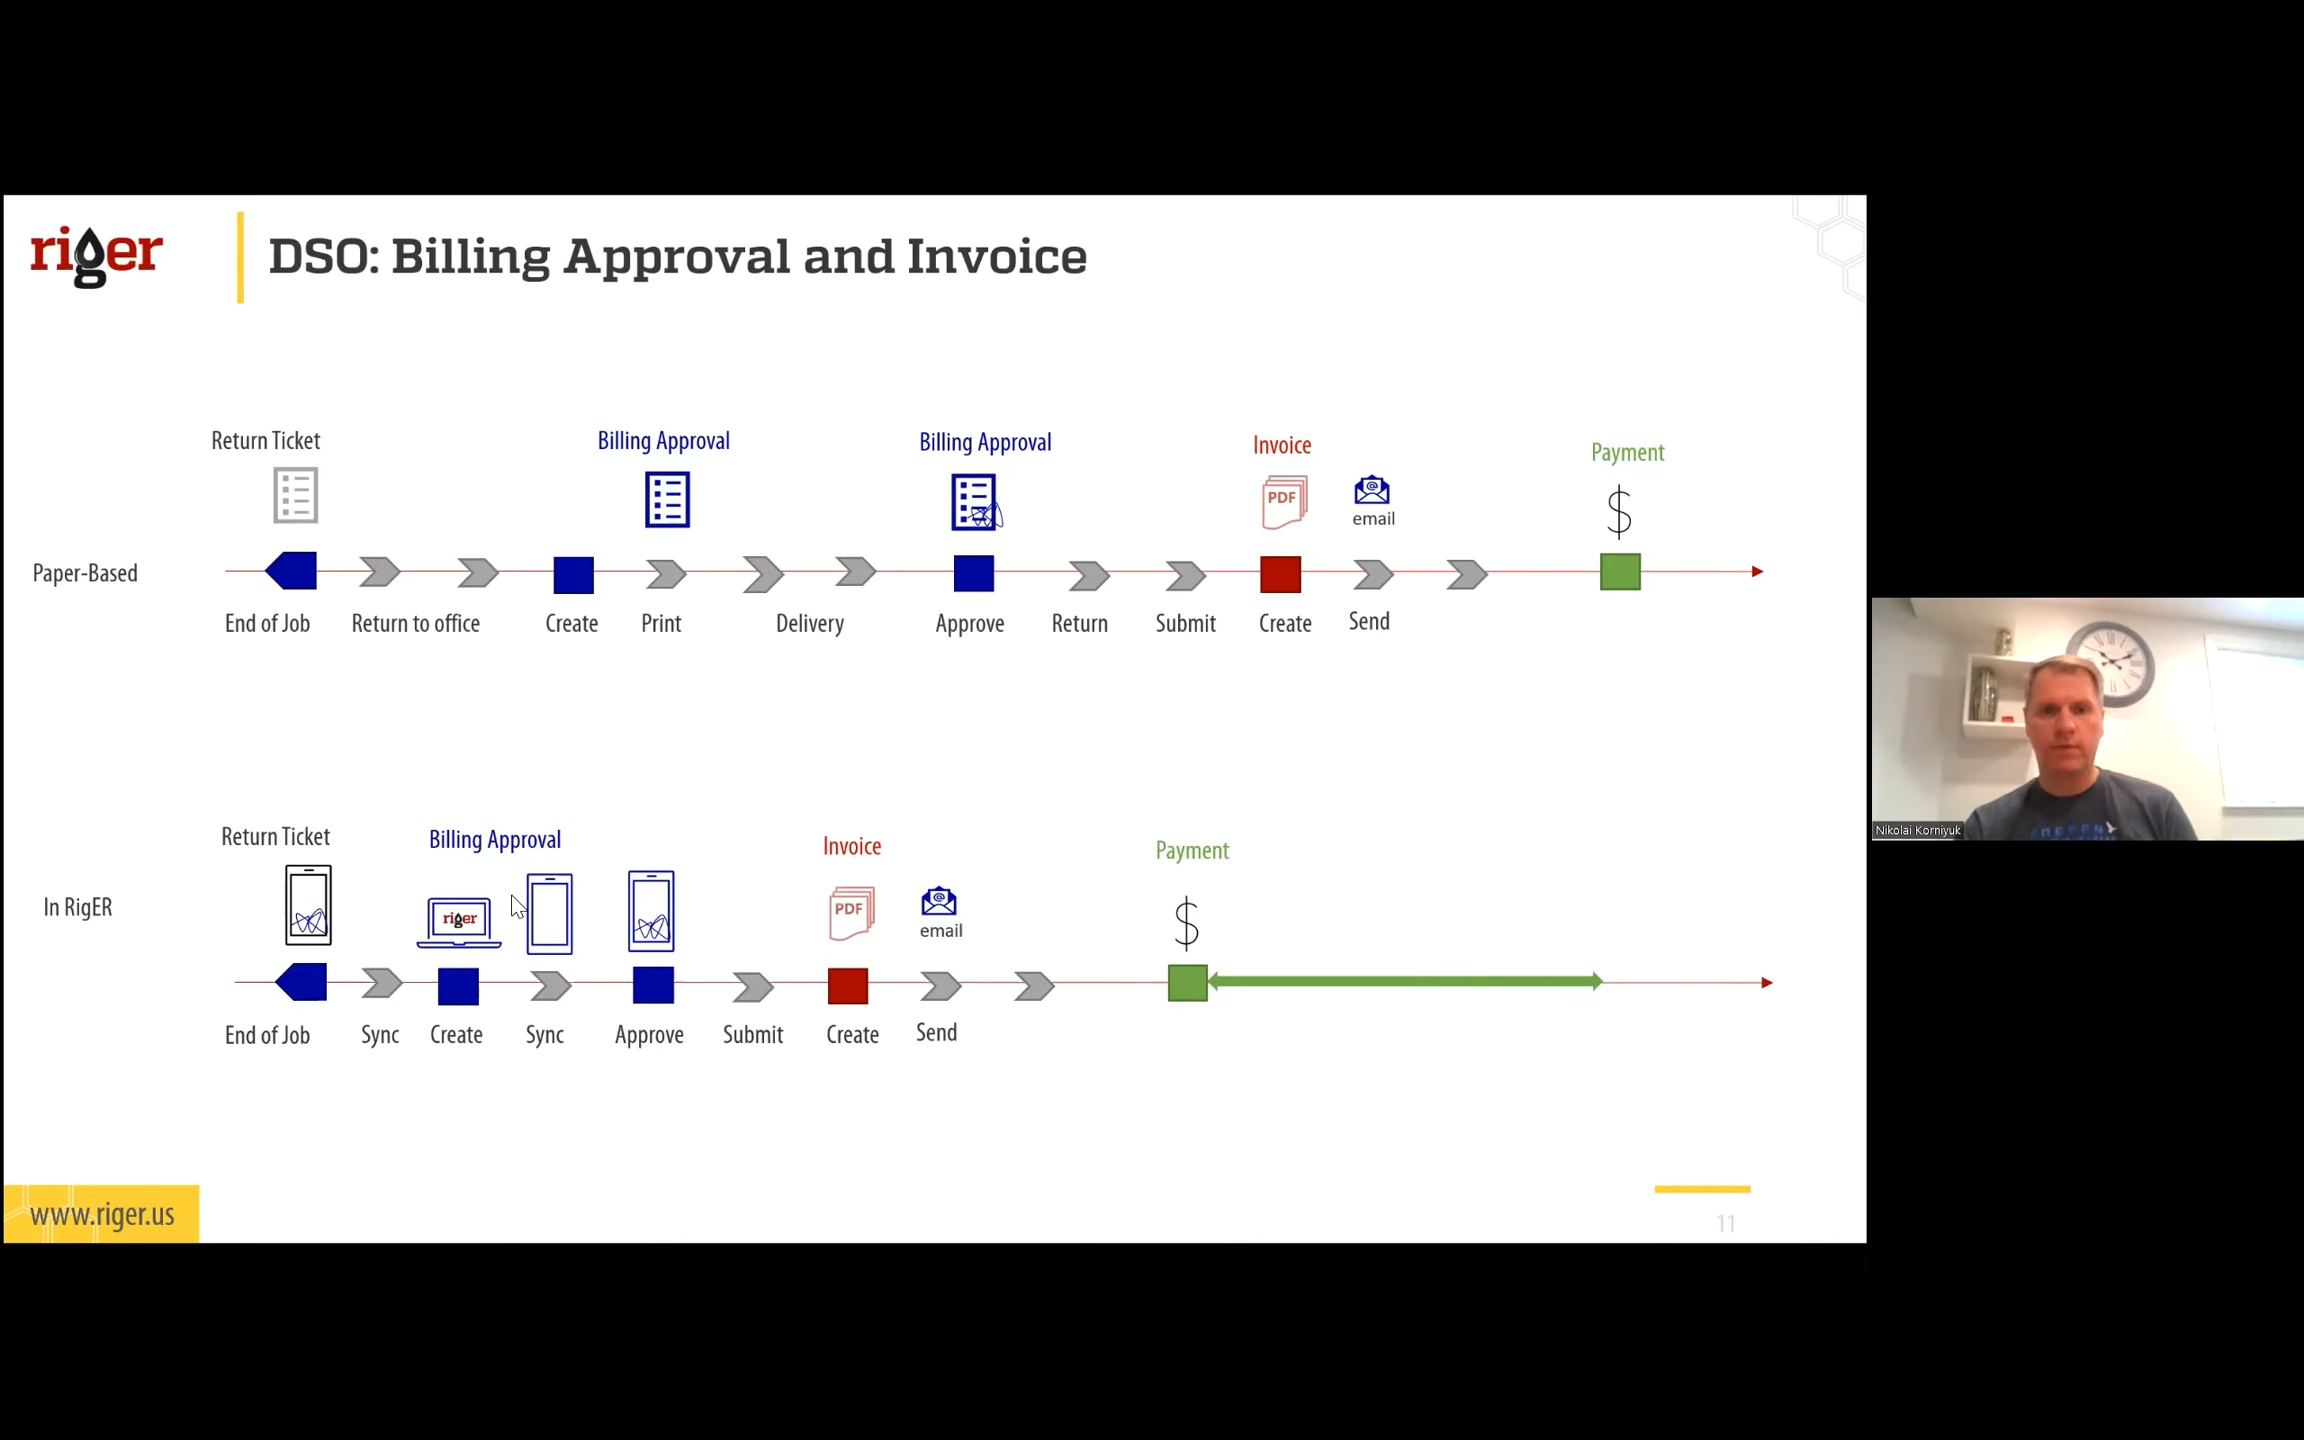 riger
DSO: Billing Approval and Invoice
Return Ticket
Billing Approval
Billing Approval
Invoice
Payment
PDF
email
$
Paper-Based
End of Job
Return to office
Create
Print
Delivery
Approve
Return
Submit
Create
Send
Return Ticket
Billing Approval
Invoice
Payment
In RigER
riger
PDF
email
$
End of Job
Sync
Create
Sync
Approve
Submit
Create
Send
www.riger.us
11
Nikolai Korniyuk